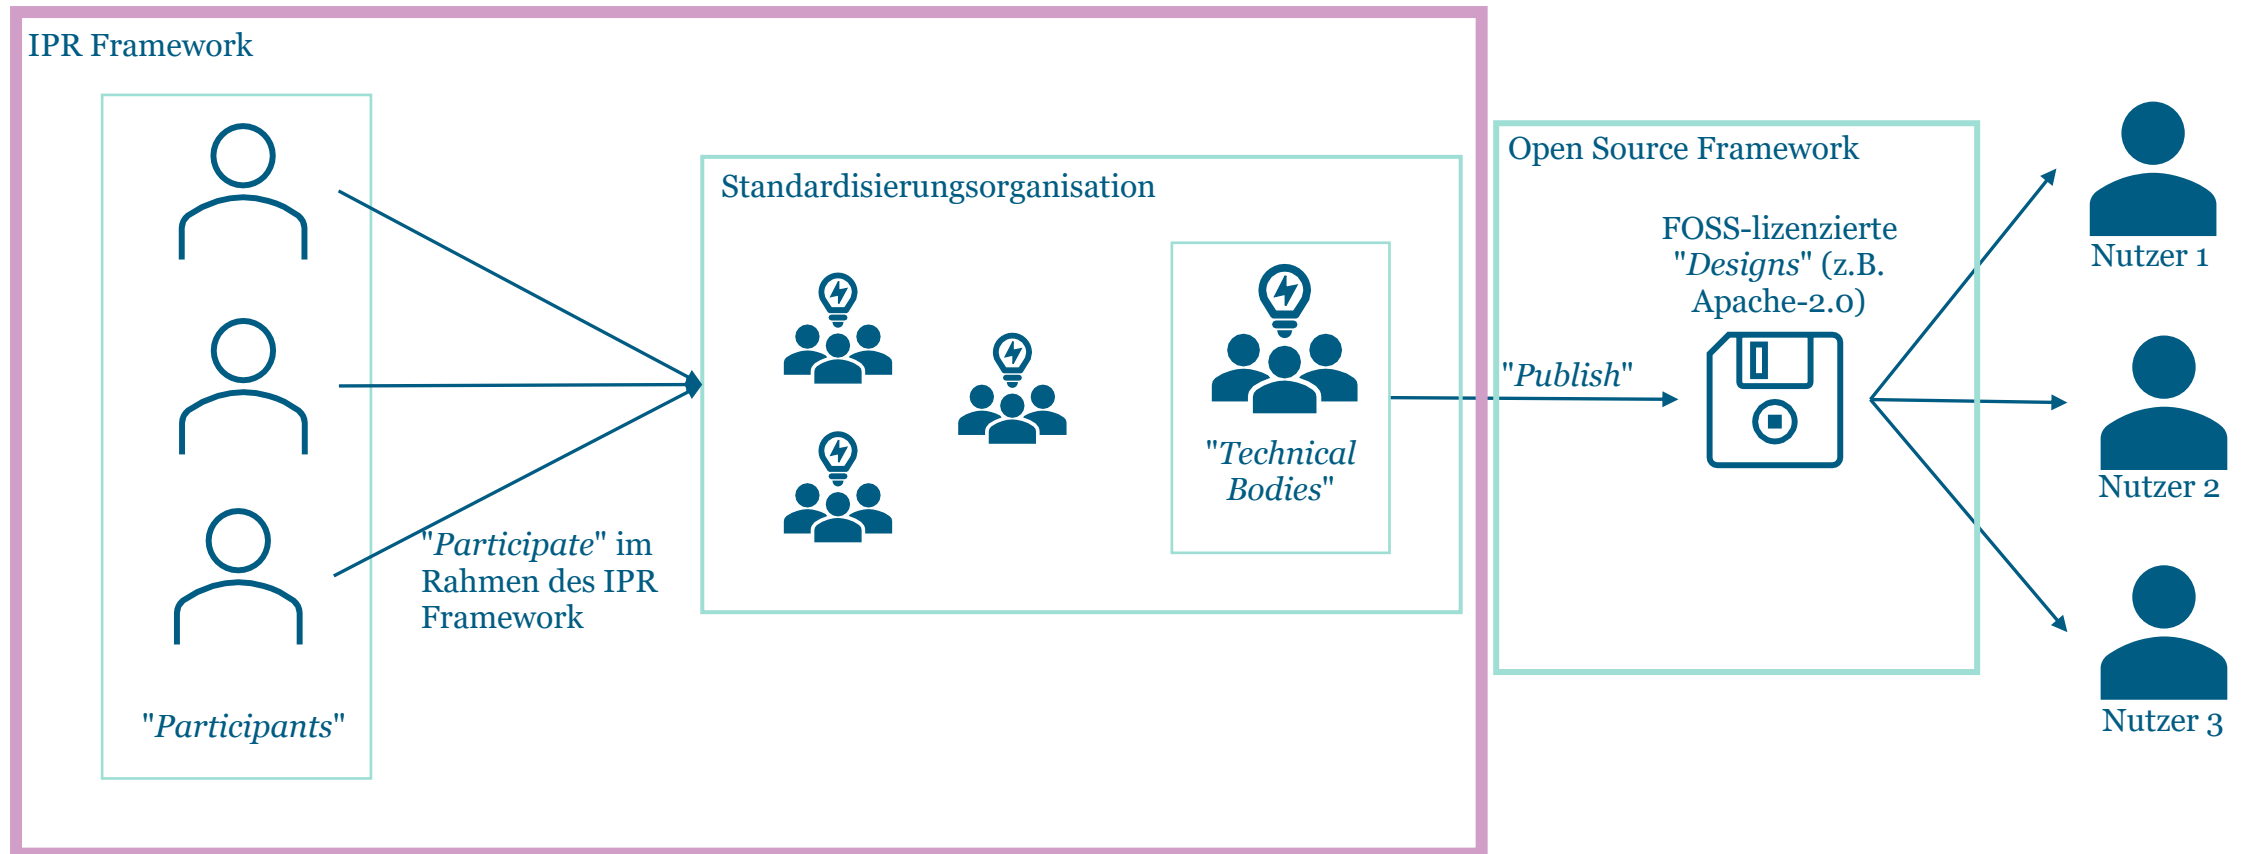 IPR Framework
"Participants"
"Participate" im
Rahmen des IPR
Framework
Standardisierungsorganisation
"Technical
Bodies"
Open Source Framework
"Publish"
FOSS-lizenzierte
"Designs" (z.B.
Apache-2.0)
Nutzer 1
Nutzer 2
Nutzer 3